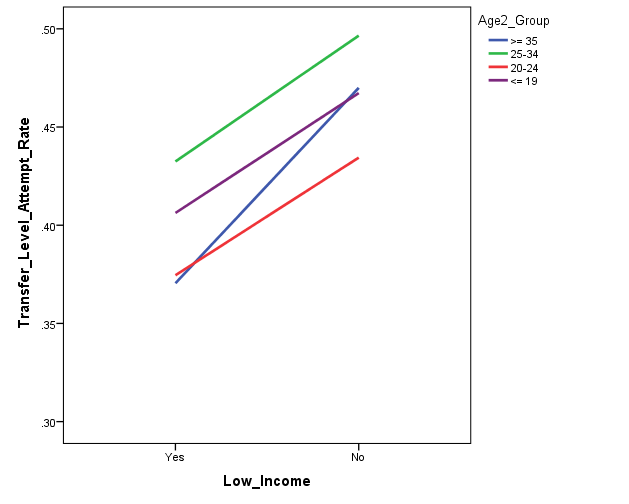 Age2_Group
>= 35
25-34
20-24
<= 19
Transfer_Level_Attempt_Rate
.50
.45
.40
.35
.30
Yes
No
Low_Income